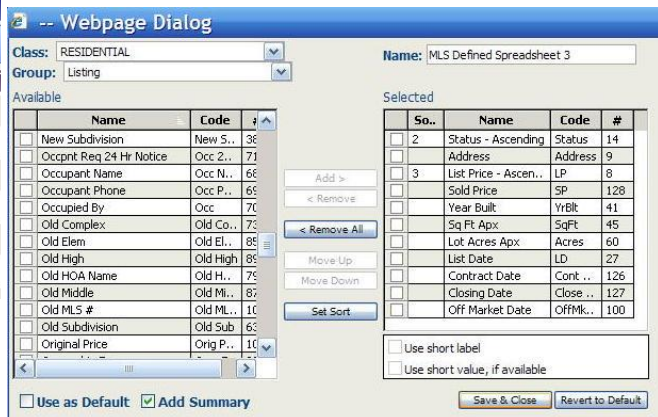 -- Webpage Dialog
Class: RESIDENTIAL
Name: MLS Defined Spreadsheet 3
Group: Listing
Available
Name Code
New Subdivision New S.. 38
Occpnt Req 24 Hr Notice Occ 2... 71
Occupant Name Occ N.. 68
Occupant Phone Occ P.. 69
Occupied By Occ 70
Old Complex Old Co.. 73
Old Elem Old El.. 85
Old High Old High 89
Old HOA Name Old H.. 79
Old Middle Old Mi.. 87
Old MLS # Old ML.. 10
Old Subdivision Old Sub 63
Original Price Orig P.. 10
Add >
< Remove
< Remove All
Move Up
Move Down
Set Sort
Selected
So.. Name Code #
2 Status - Ascending Status 14
Address Address 9
3 List Price - Ascen.. LP 8
Sold Price SP 128
Year Built YrBlt 41
Sq Ft Apx SqFt 45
Lot Acres Apx Acres 60
List Date LD 27
Contract Date Cont .. 126
Closing Date Close .. 127
Off Market Date OffMk.. 100
Use short label
Use short value, if available
Use as Default Add Summary
Save & Close Revert to Default